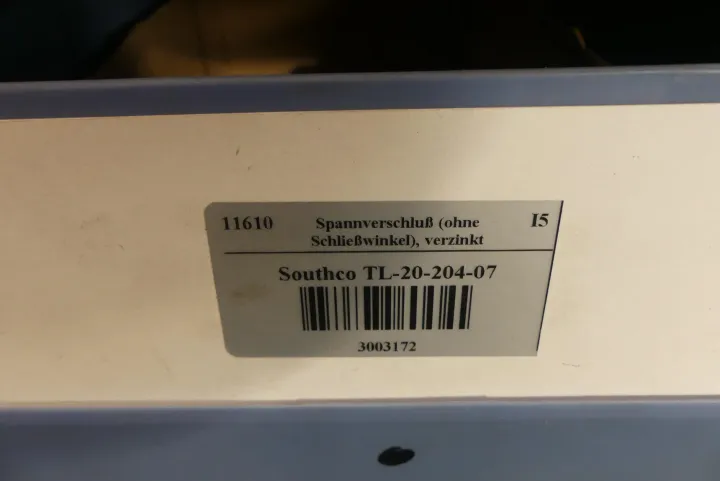 11610 Spannverschluß (ohne I5
Schließwinkel), verzinkt
Southco TL-20-204-07
3003172